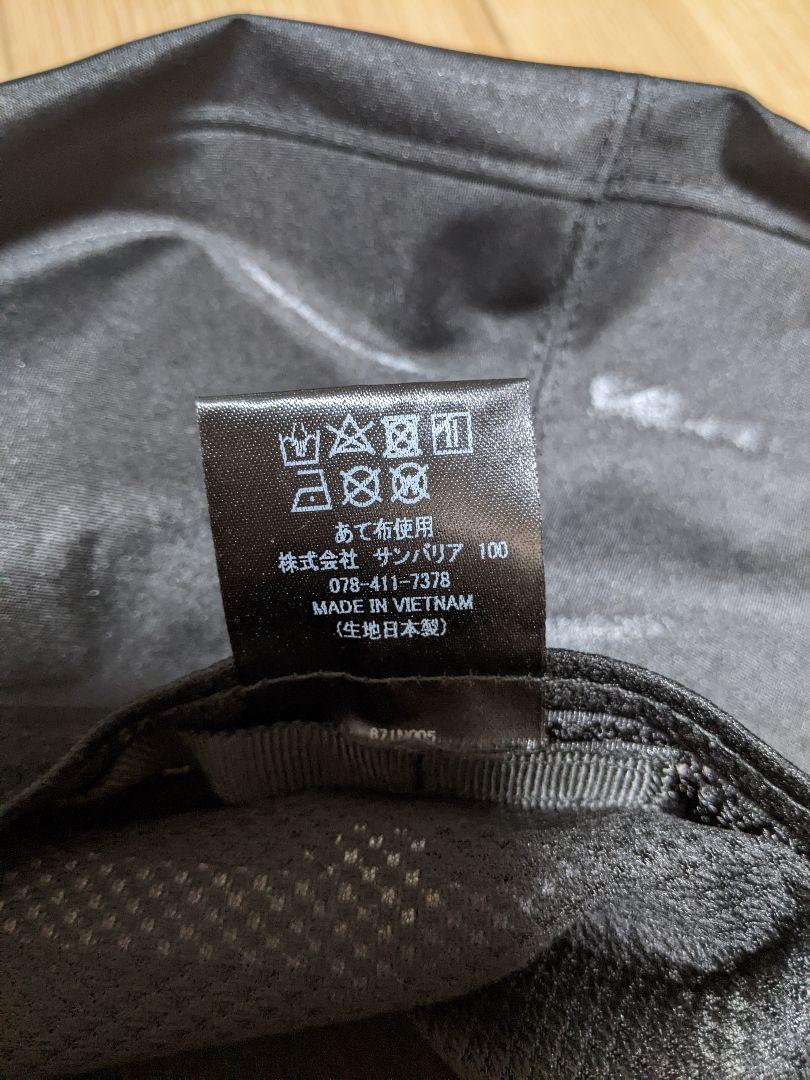 あて布使用
株式会社 サンバリア 100
078-411-7378
MADE IN VIETNAM
(生地日本製)